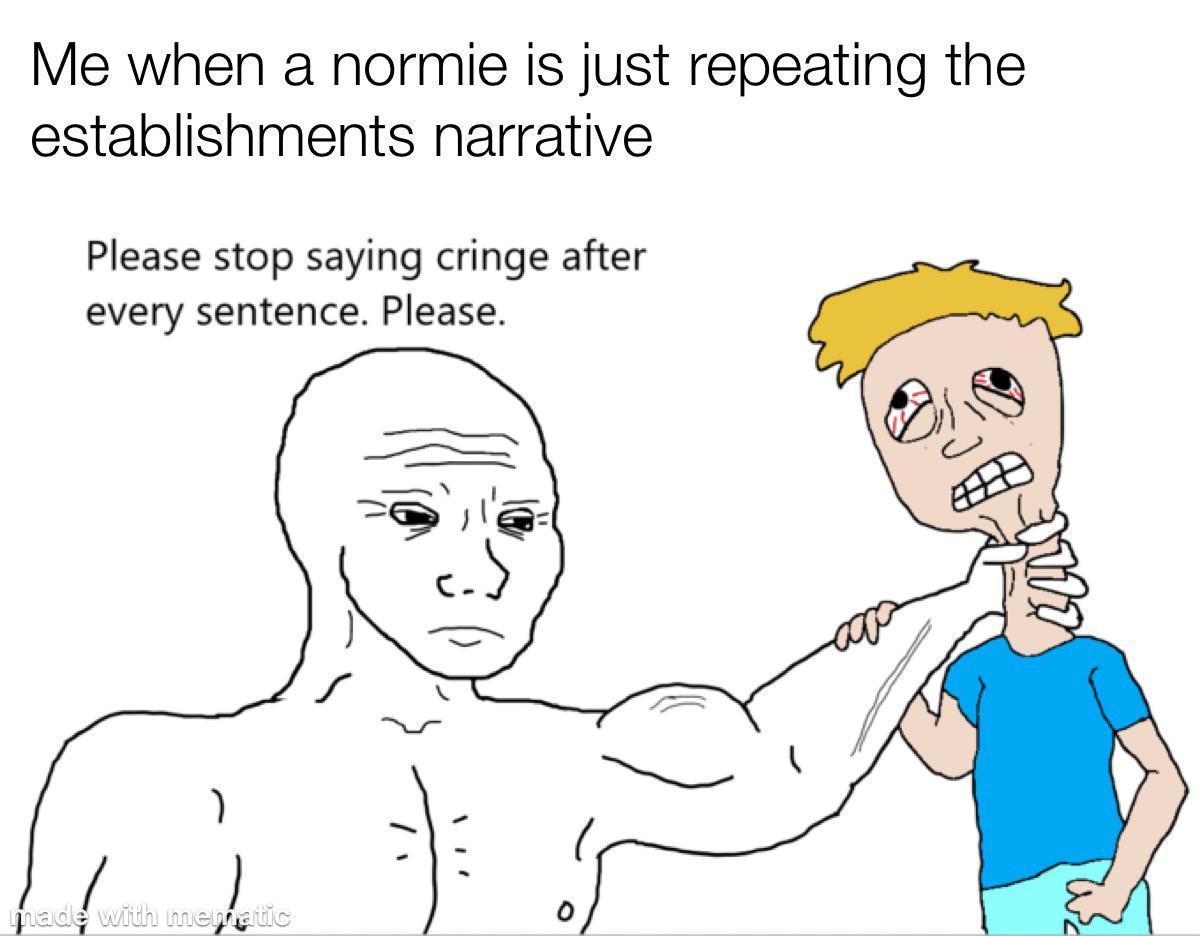 Me when a normie is just repeating the
establishments narrative
Please stop saying cringe after
every sentence. Please.
made with mematic